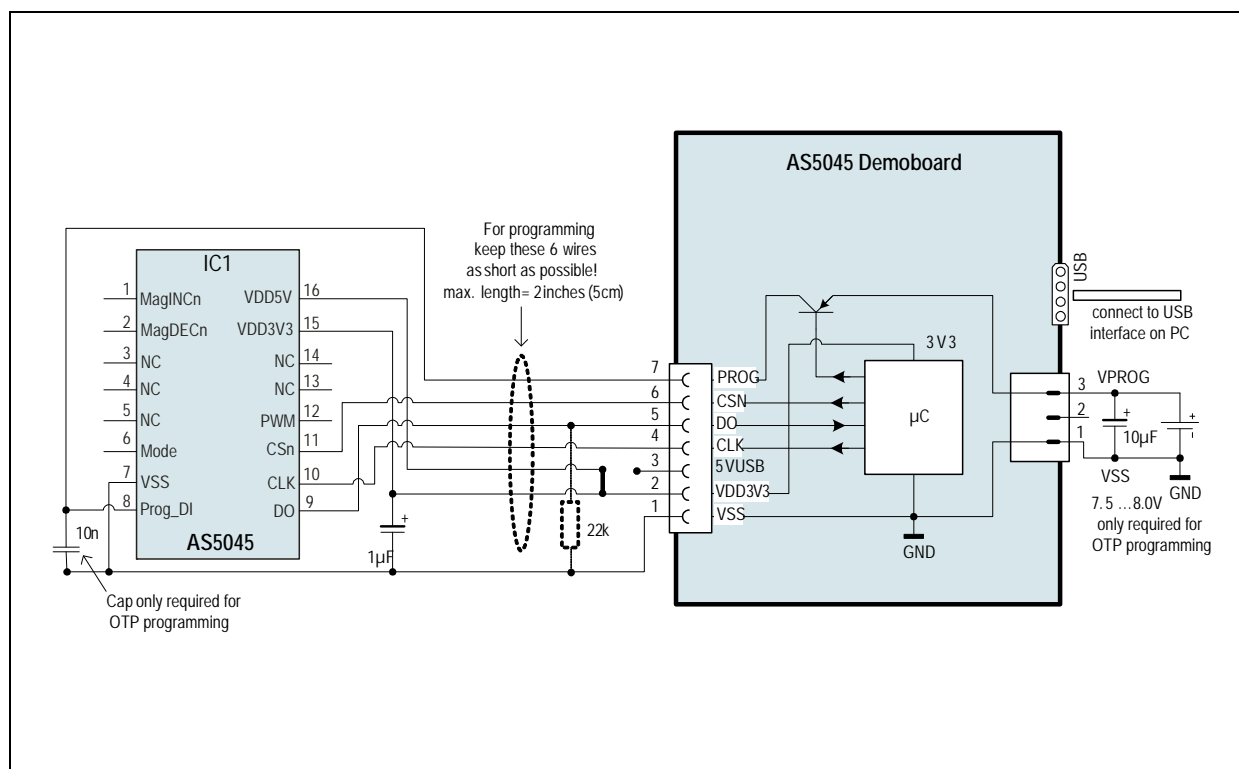 AS5045 Demoboard
For programming
keep these 6 wires
as short as possible!
max. length= 2inches (5cm)
IC1
1
MagINCn
2
MagDECn
3
NC
4
NC
5
NC
6
Mode
7
VSS
8
Prog_DI
VDD5V
16
VDD3V3
15
NC
14
NC
13
PWM
12
CSn
11
CLK
10
DO
9
AS5045
10n
Cap only required for
OTP programming
+
1µF
22k
7
PROG
6
CSN
5
DO
4
CLK
3
5VUSB
2
VDD3V3
1
VSS
3V3
µC
GND
USB
connect to USB
interface on PC
3
VPROG
2
1
+
10µF
+
-
VSS
GND
7.5 ...8.0V
only required for
OTP programming